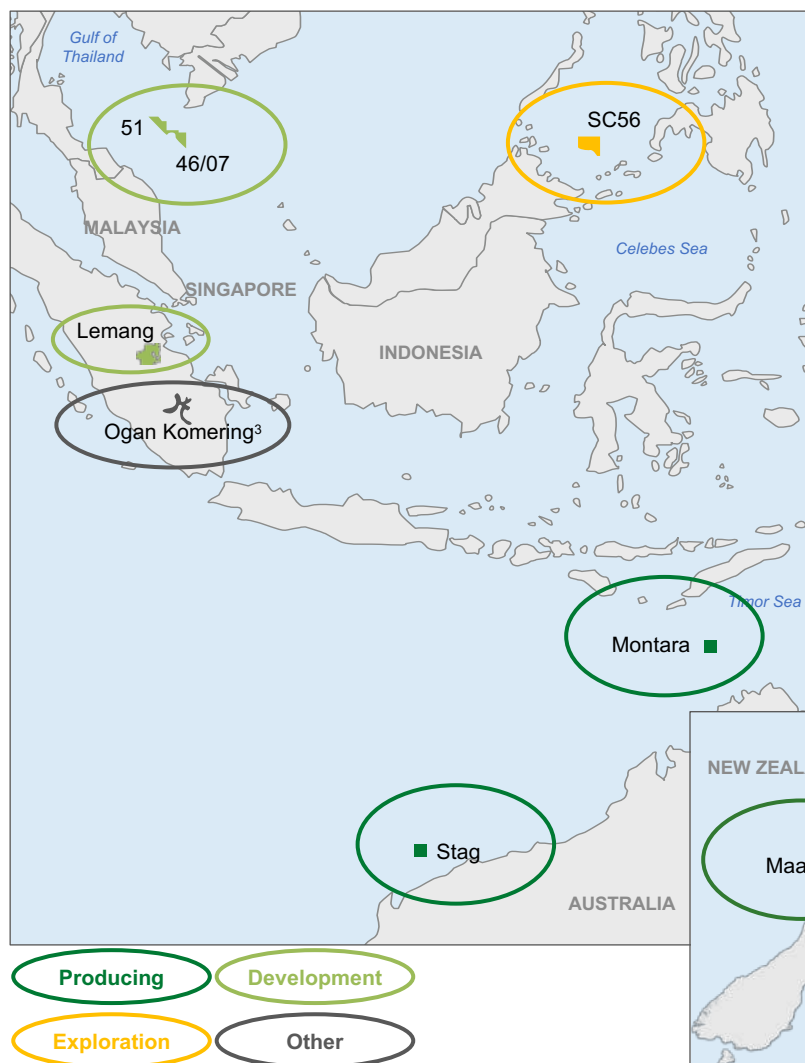 Gulf of
Thailand
51
46/07
SC56
MALAYSIA
Celebes Sea
SINGAPORE
Lemang
INDONESIA
Ogan Komering³
Timor Sea
Montara
NEW ZEAL
Stag
Maa
AUSTRALIA
Producing
Development
Exploration
Other